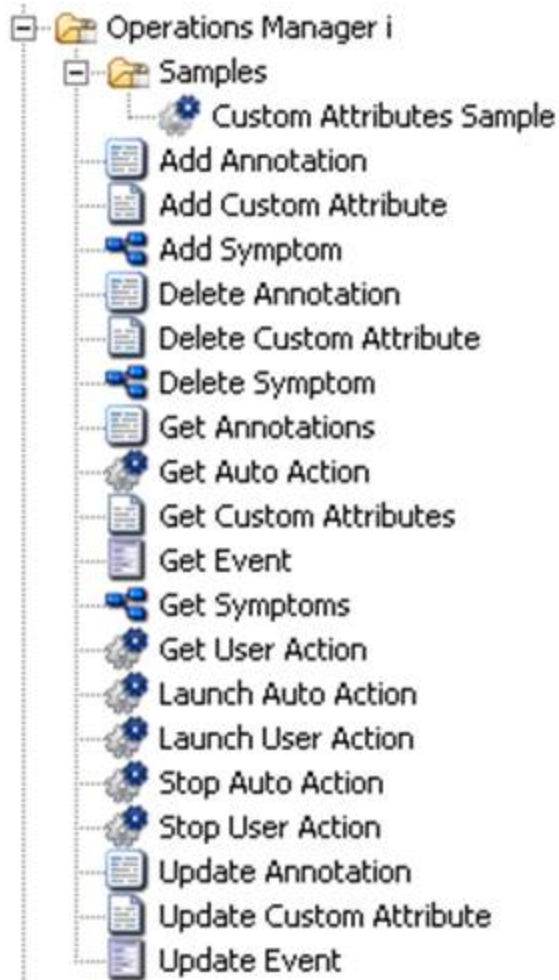 Operations Manager i
Samples
Custom Attributes Sample
Add Annotation
Add Custom Attribute
Add Symptom
Delete Annotation
Delete Custom Attribute
Delete Symptom
Get Annotations
Get Auto Action
Get Custom Attributes
Get Event
Get Symptoms
Get User Action
Launch Auto Action
Launch User Action
Stop Auto Action
Stop User Action
Update Annotation
Update Custom Attribute
Update Event